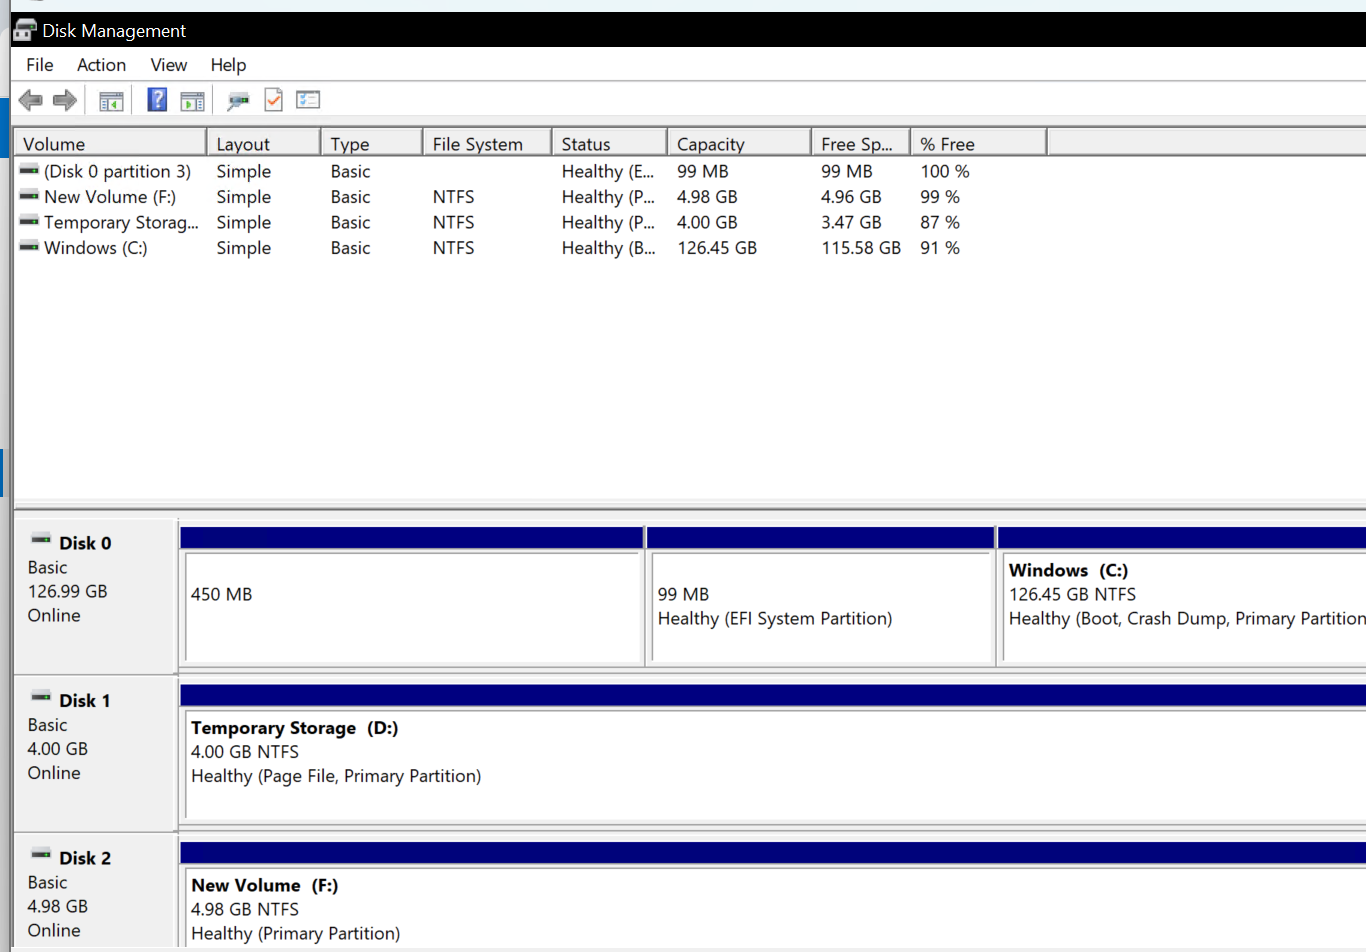 Disk Management
File Action View Help
Volume Layout Type File System Status Capacity Free Sp... % Free
(Disk 0 partition 3) Simple Basic Healthy (E... 99 MB 99 MB 100 %
New Volume (F:) Simple Basic NTFS Healthy (P... 4.98 GB 4.96 GB 99 %
Temporary Storag... Simple Basic NTFS Healthy (P... 4.00 GB 3.47 GB 87 %
Windows (C:) Simple Basic NTFS Healthy (B... 126.45 GB 115.58 GB 91 %
Disk 0
Basic
126.99 GB
Online
450 MB
99 MB
Healthy (EFI System Partition)
Windows (C:)
126.45 GB NTFS
Healthy (Boot, Crash Dump, Primary Partition
Disk 1
Basic
4.00 GB
Online
Temporary Storage (D:)
4.00 GB NTFS
Healthy (Page File, Primary Partition)
Disk 2
Basic
4.98 GB
Online
New Volume (F:)
4.98 GB NTFS
Healthy (Primary Partition)